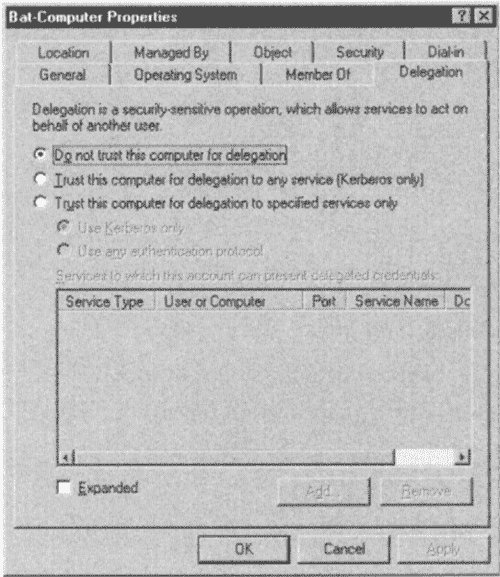 Bat-Computer Properties
Location Managed By Object Security Dial-in
General Operating System Member Of Delegation
Delegation is a security-sensitive operation, which allows services to act on
behalf of another user.
Do not trust this computer for delegation
Trust this computer for delegation to any service (Kerberos only)
Trust this computer for delegation to specified services only
Use Kerberos only
Use any authentication protocol
Services to which this account can present delegated credentials:
Service Type User or Computer Port Service Name Do
Expanded Add... Remove
OK Cancel Apply